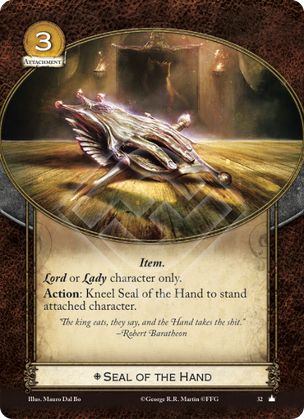 3
ATTACHMENT
Item.
Lord or Lady character only.
Action: Kneel Seal of the Hand to stand
attached character.
"The king eats, they say, and the Hand takes the shit."
–Robert Baratheon
SEAL OF THE HAND
Illus. Mauro Dal Bo ©George R.R. Martin ©FFG 32